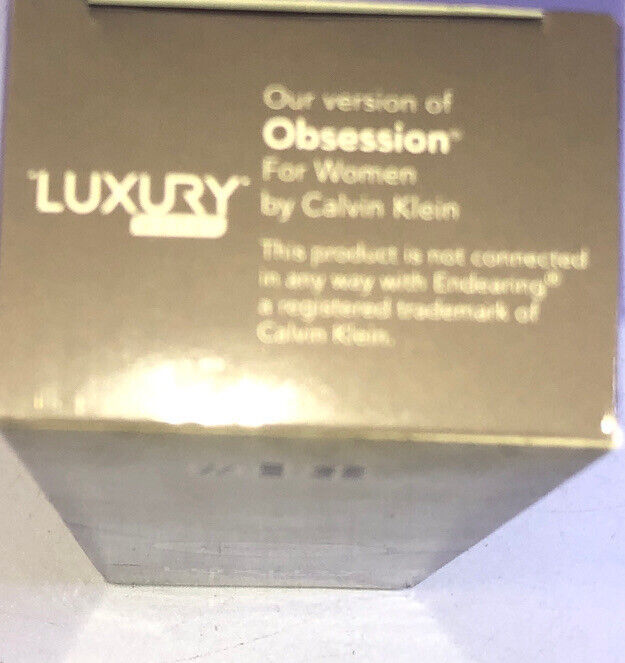 Our version of
Obsession™
For Women
by Calvin Klein
"LUXURY"
This product is not connected
in any way with Endearing®
a registered trademark of
Calvin Klein.